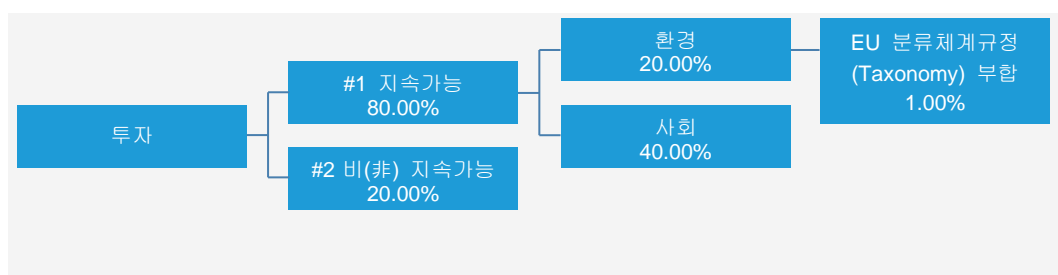 투자
#1 지속가능
80.00%
#2 비(非) 지속가능
20.00%
환경
20.00%
사회
40.00%
EU 분류체계규정
(Taxonomy) 부합
1.00%